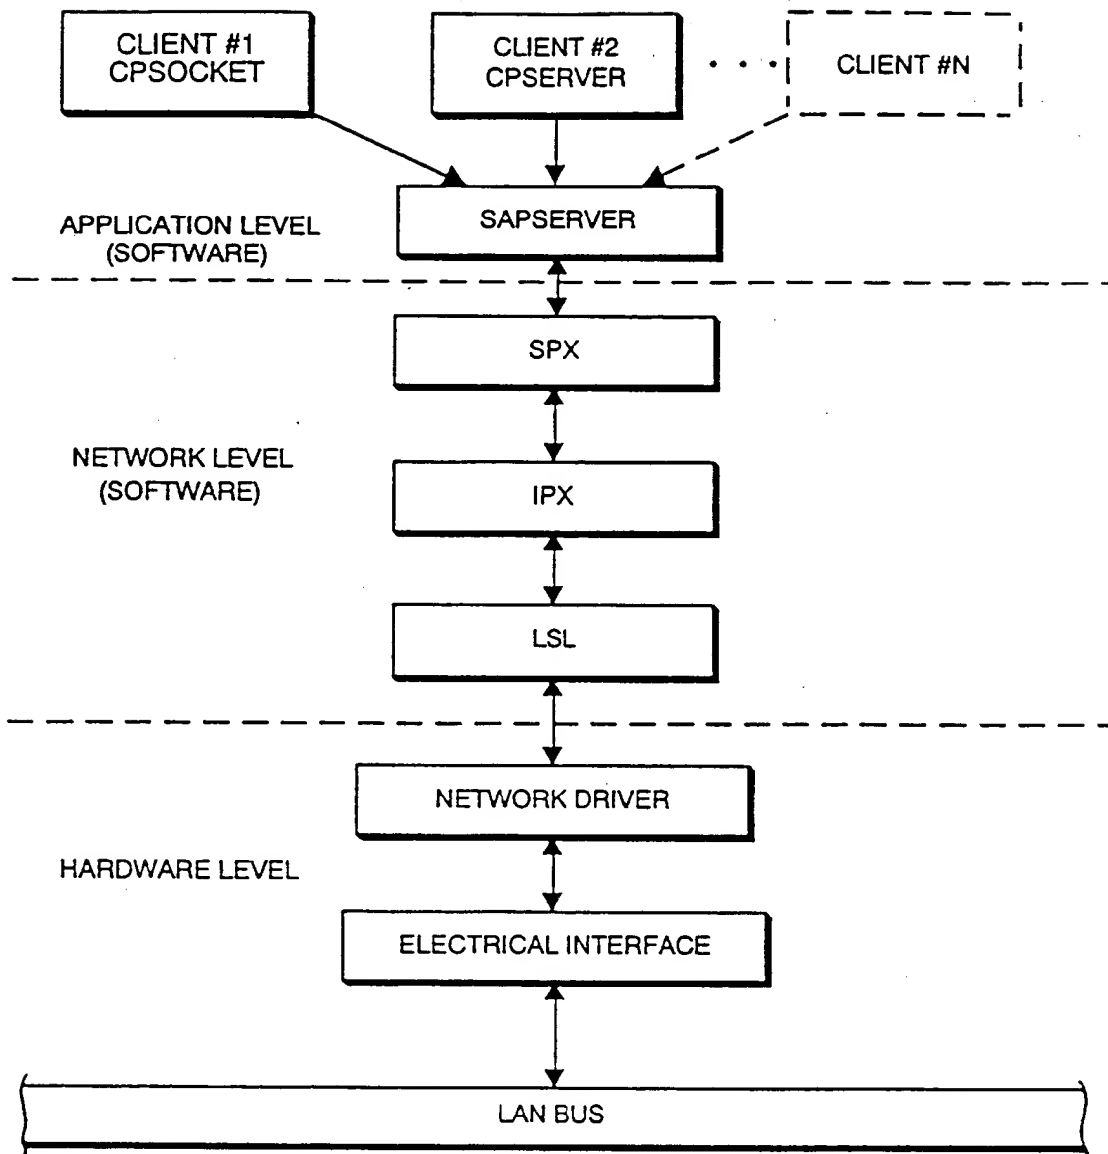 CLIENT #1
CPSOCKET
CLIENT #2
CPSERVER
CLIENT #N
SAPSERVER
APPLICATION LEVEL
(SOFTWARE)
SPX
NETWORK LEVEL
(SOFTWARE)
IPX
LSL
NETWORK DRIVER
HARDWARE LEVEL
ELECTRICAL INTERFACE
LAN BUS